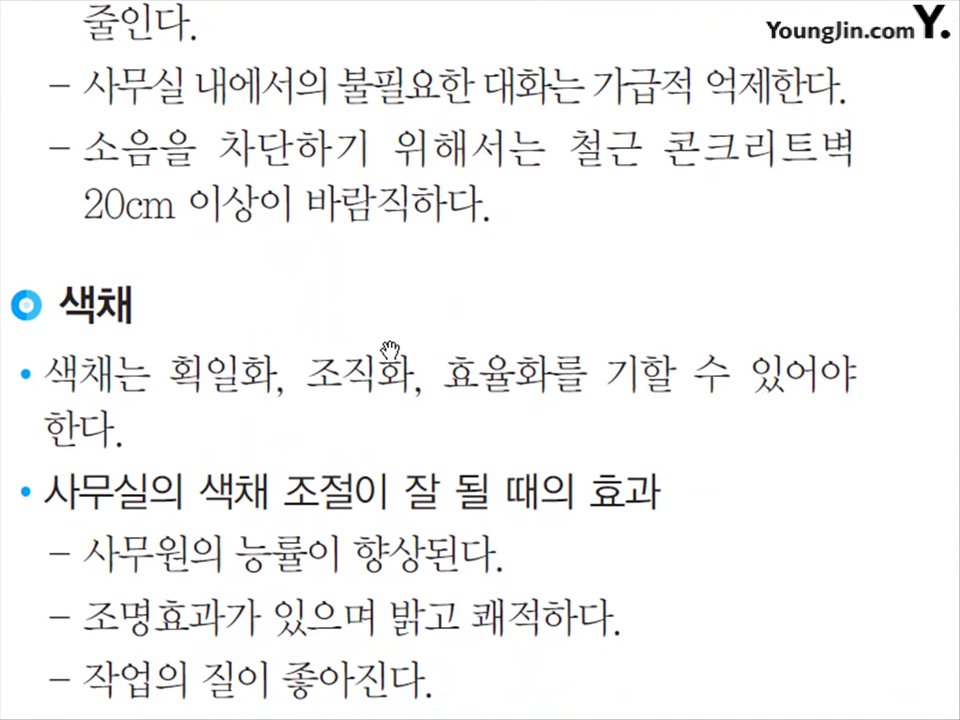 줄인다.
YoungJin.com Y.
– 사무실 내에서의 불필요한 대화는 가급적 억제한다.
– 소음을 차단하기 위해서는 철근 콘크리트벽
20cm 이상이 바람직하다.
색채
• 색채는 획일화, 조직화, 효율화를 기할 수 있어야
한다.
• 사무실의 색채 조절이 잘 될 때의 효과
– 사무원의 능률이 향상된다.
– 조명효과가 있으며 밝고 쾌적하다.
– 작업의 질이 좋아진다.